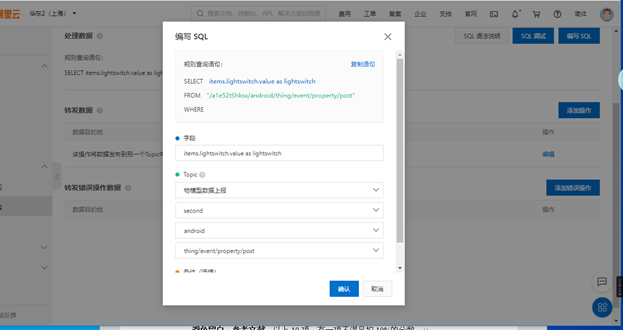 阿里云 华东2（上海） 搜索文档、控制台、API、解决方案和资源 费用 工单 备案 企业 支持 官网 简体
处理数据
SQL 语法说明 SQL 调试 编写 SQL
规则查询语句：
SELECT items.lightswitch.value as ligh
转发数据
添加操作
数据目的地 操作
该操作将数据发布到另一个Topic中 编辑
转发错误操作数据
添加错误操作
数据目的地 操作
编写 SQL
规则查询语句： 复制语句
SELECT items.lightswitch.value as lightswitch
FROM "/a1e52t5hksx/android/thing/event/property/post"
WHERE
字段
items.lightswitch.value as lightswitch
Topic
物模型数据上报
second
android
thing/event/property/post
条件（选填）
确认 取消